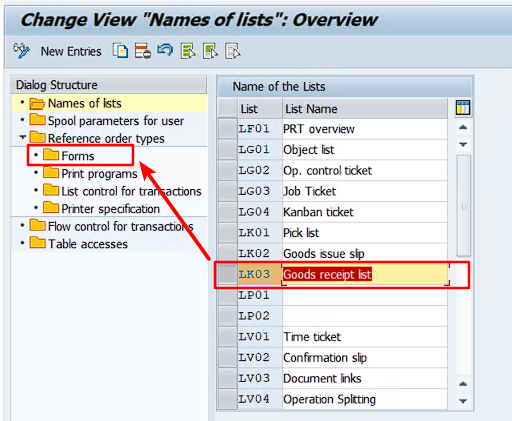 Change View "Names of lists": Overview
New Entries
Dialog Structure
Names of lists
Spool parameters for user
Reference order types
Forms
Print programs
List control for transactions
Printer specification
Flow control for transactions
Table accesses
Name of the Lists
List List Name
LF01 PRT overview
LG01 Object list
LG02 Op. control ticket
LG03 Job Ticket
LG04 Kanban ticket
LK01 Pick list
LK02 Goods issue slip
LK03 Goods receipt list
LP01
LP02
LV01 Time ticket
LV02 Confirmation slip
LV03 Document links
LV04 Operation Splitting